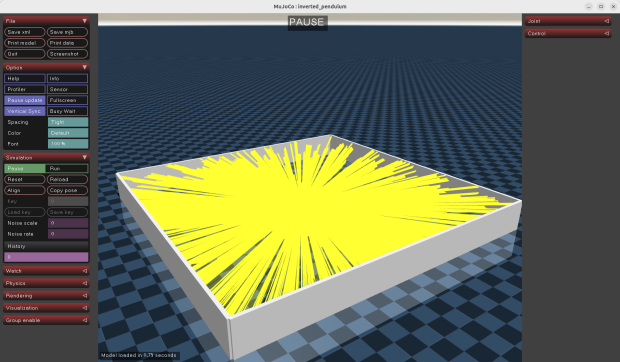 MuJoCo : inverted_pendulum
File
Save xml
Save mjb
Print model
Print data
Quit
Screenshot
Option
Help
Info
Profiler
Sensor
Pause update
Fullscreen
Vertical Sync
Busy Wait
Spacing
Tight
Color
Default
Font
100 %
Simulation
Pause
Run
Reset
Reload
Align
Copy pose
Key
0
Load key
Save key
Noise scale
0
Noise rate
0
History
0
Watch
Physics
Rendering
Visualization
Group enable
PAUSE
Model loaded in 9.79 seconds
Joint
Control